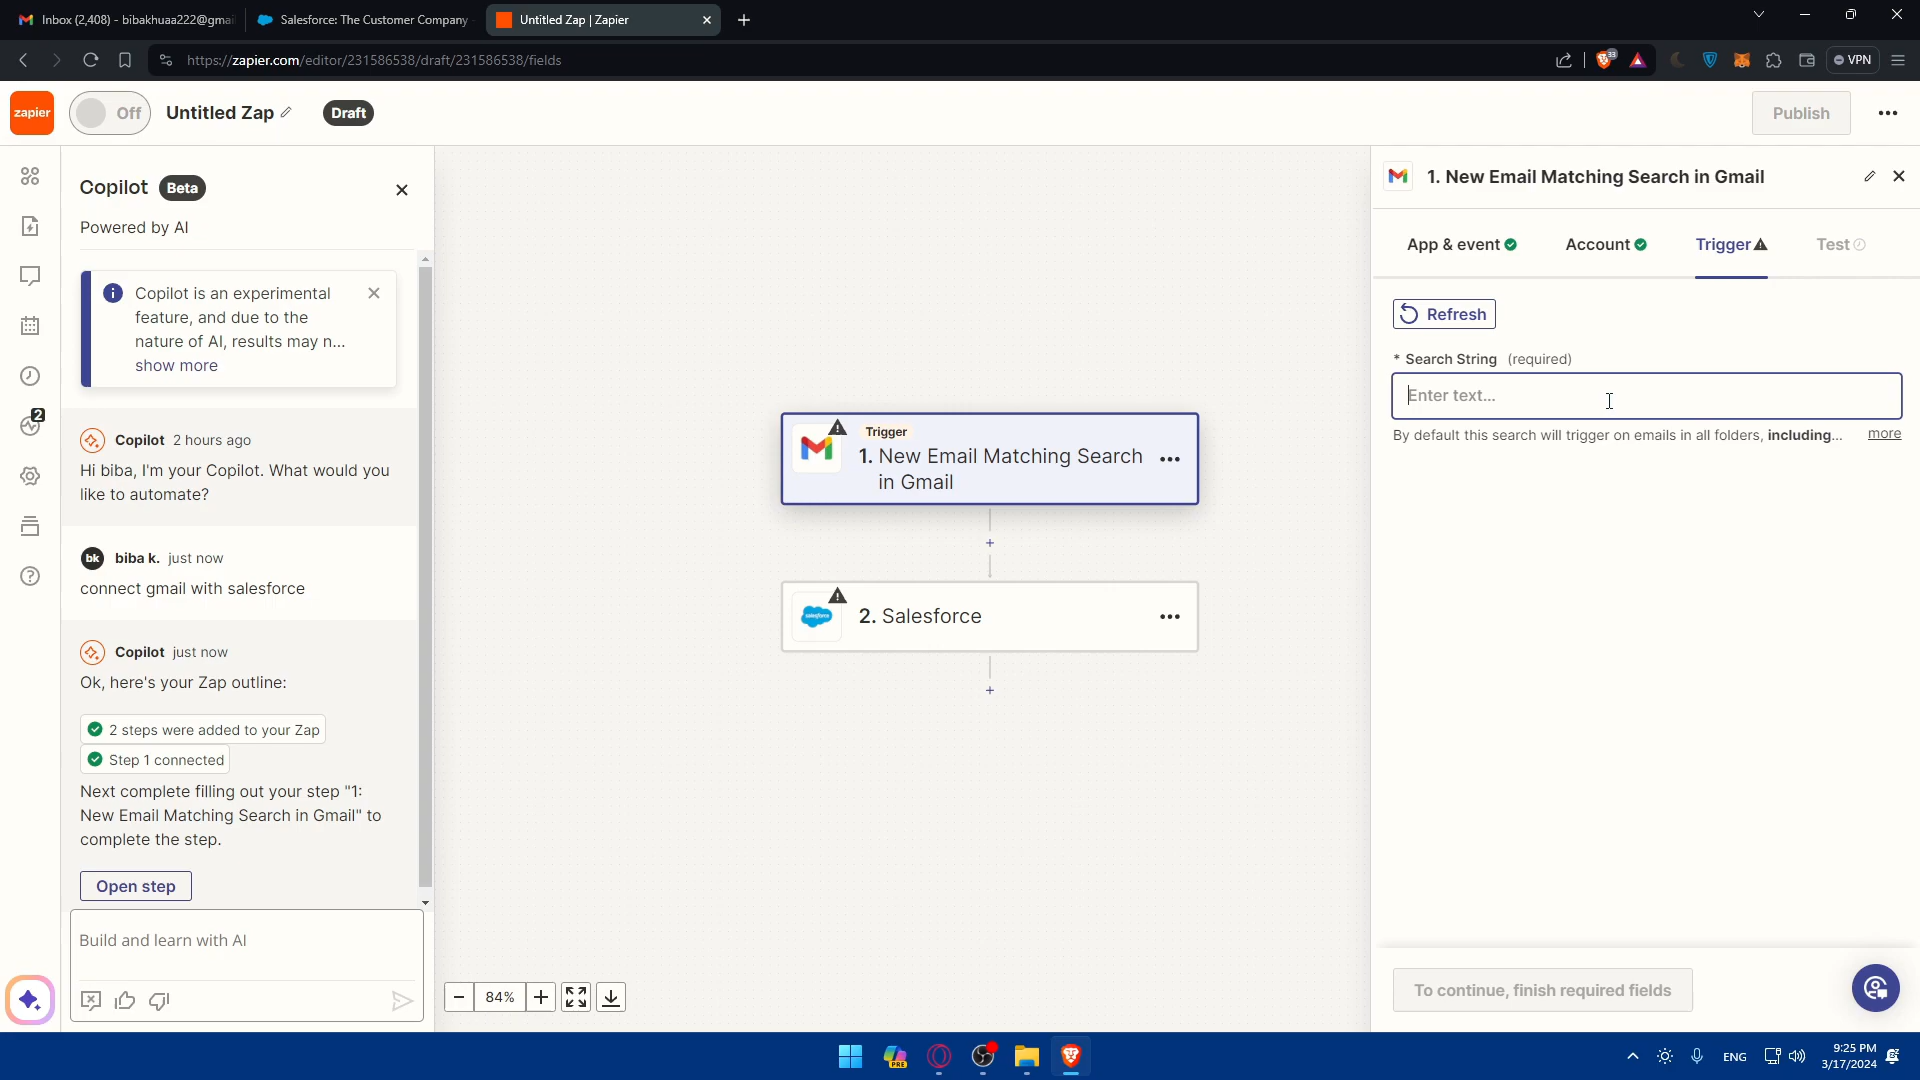 Inbox (2,408) - bibakhuaa222@gmai
Salesforce: The Customer Company
Untitled Zap | Zapier
https://zapier.com/editor/231586538/draft/231586538/fields
33
VPN
zapier
Off
Untitled Zap
Draft
Publish
Copilot Beta
Powered by AI
Copilot is an experimental
feature, and due to the
nature of AI, results may n...
show more
2
Copilot 2 hours ago
Hi biba, I'm your Copilot. What would you
like to automate?
bk biba k. just now
connect gmail with salesforce
Copilot just now
Ok, here's your Zap outline:
2 steps were added to your Zap
Step 1 connected
Next complete filling out your step "1:
New Email Matching Search in Gmail" to
complete the step.
Open step
Build and learn with AI
Trigger
1. New Email Matching Search
in Gmail
salesforce
2. Salesforce
84%
1. New Email Matching Search in Gmail
App & event
Account
Trigger
Test
Refresh
* Search String (required)
Enter text...
By default this search will trigger on emails in all folders, including... more
To continue, finish required fields
PRE
ENG
9:25 PM
3/17/2024